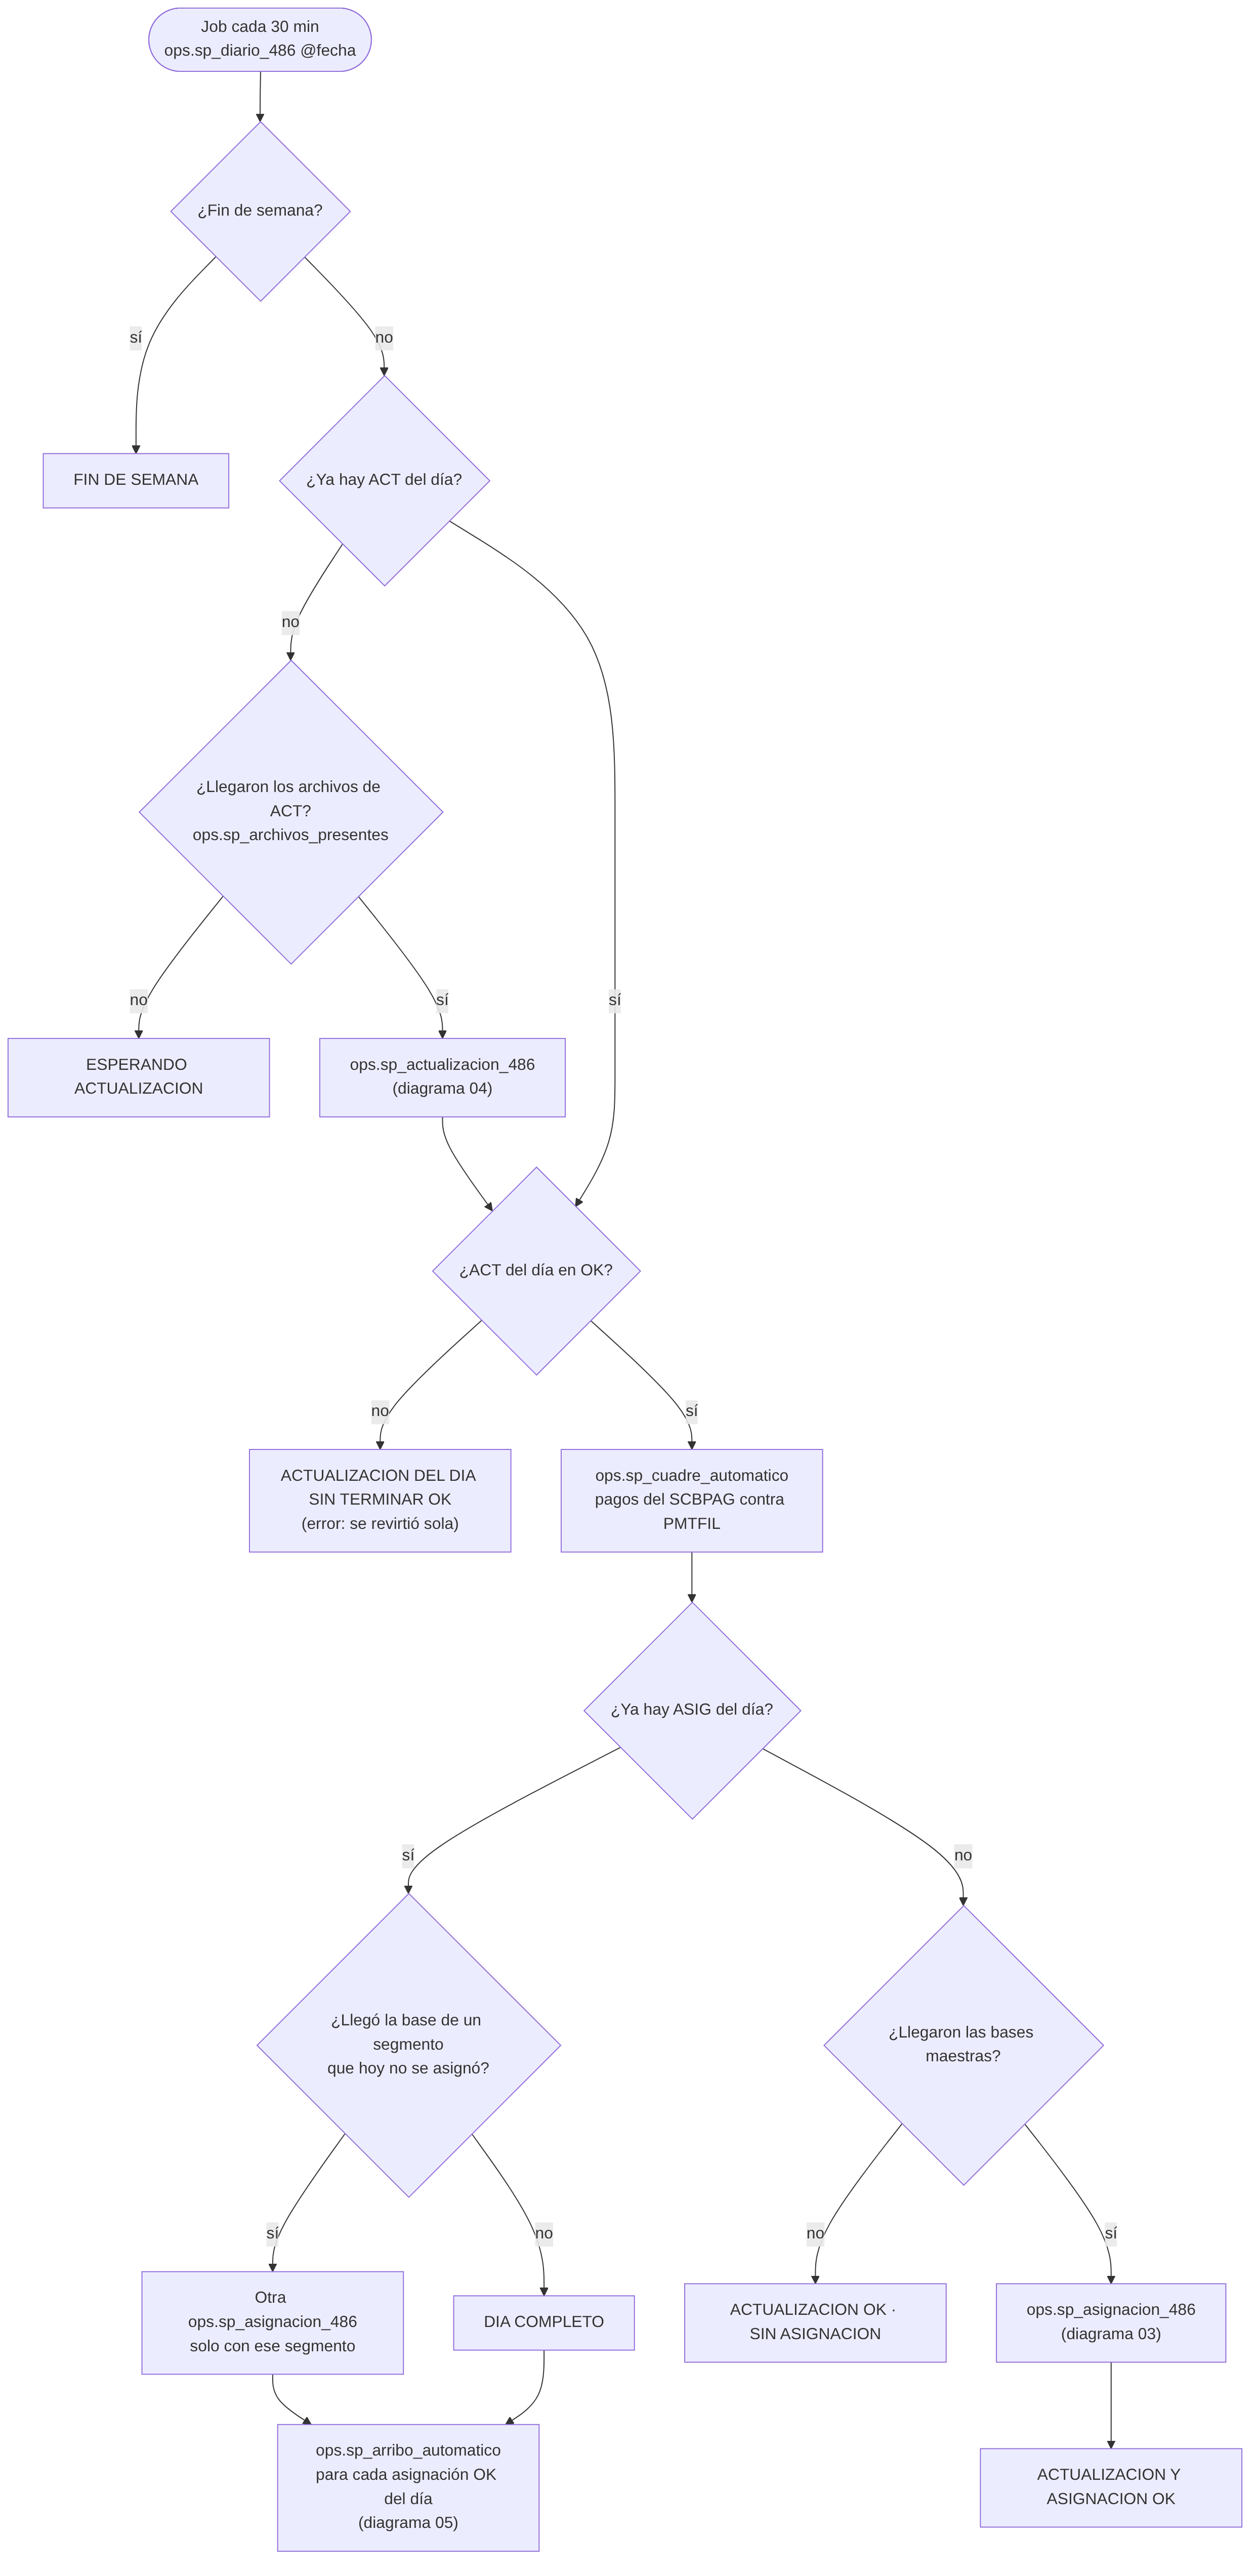 Job cada 30 min
ops.sp_diario_486 @fecha
¿Fin de semana?
sí
no
FIN DE SEMANA
¿Ya hay ACT del día?
no
¿Llegaron los archivos de
ACT?
ops.sp_archivos_presentes
no
sí
sí
ESPERANDO
ACTUALIZACION
ops.sp_actualizacion_486
(diagrama 04)
¿ACT del día en OK?
no
sí
ACTUALIZACION DEL DIA
SIN TERMINAR OK
(error: se revirtió sola)
ops.sp_cuadre_automatico
pagos del SCBPAG contra
PMTFIL
¿Ya hay ASIG del día?
sí
no
¿Llegó la base de un
segmento
que hoy no se asignó?
¿Llegaron las bases
maestras?
sí
no
no
sí
Otra
ops.sp_asignacion_486
solo con ese segmento
DIA COMPLETO
ACTUALIZACION OK ·
SIN ASIGNACION
ops.sp_asignacion_486
(diagrama 03)
ops.sp_arribo_automatico
para cada asignación OK
del día
(diagrama 05)
ACTUALIZACION Y
ASIGNACION OK